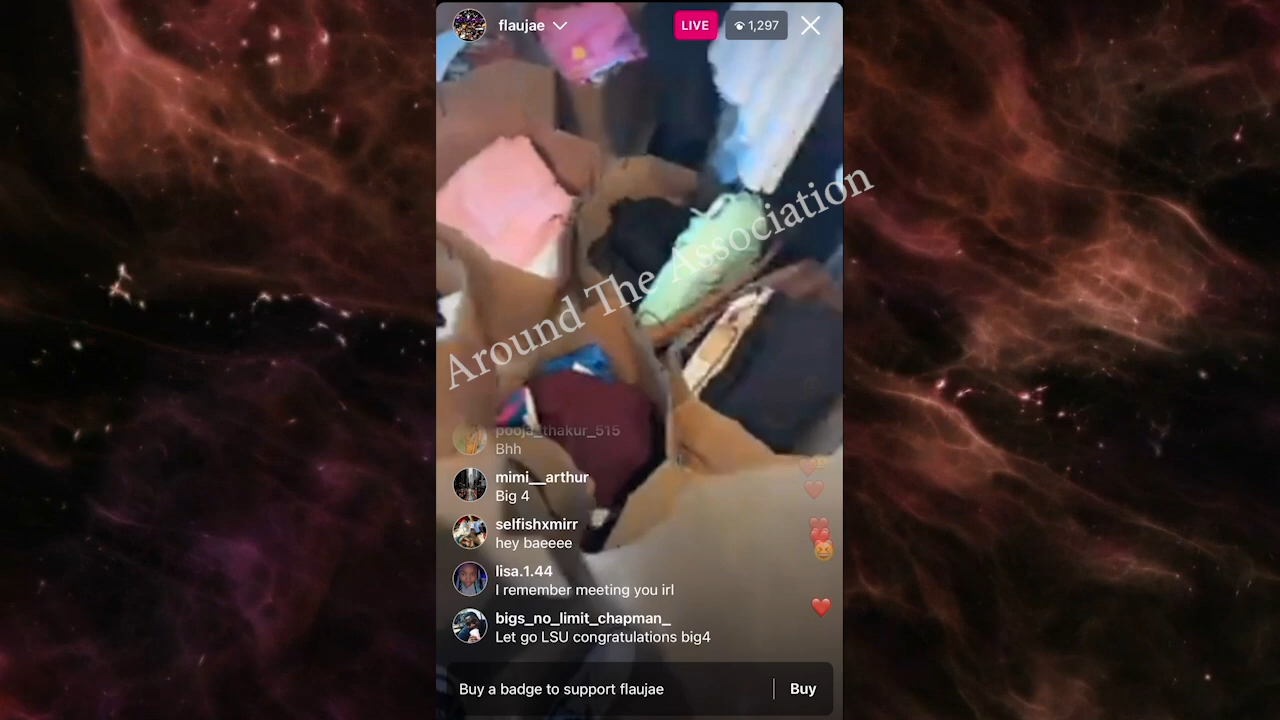 flaujae
LIVE
1,297
Around The Association
pooja_thakur_515
Bhh
mimi__arthur
Big 4
selfishxmirr
hey baeeee
lisa.1.44
I remember meeting you irl
bigs_no_limit_chapman_
Let go LSU congratulations big4
Buy a badge to support flaujae
Buy